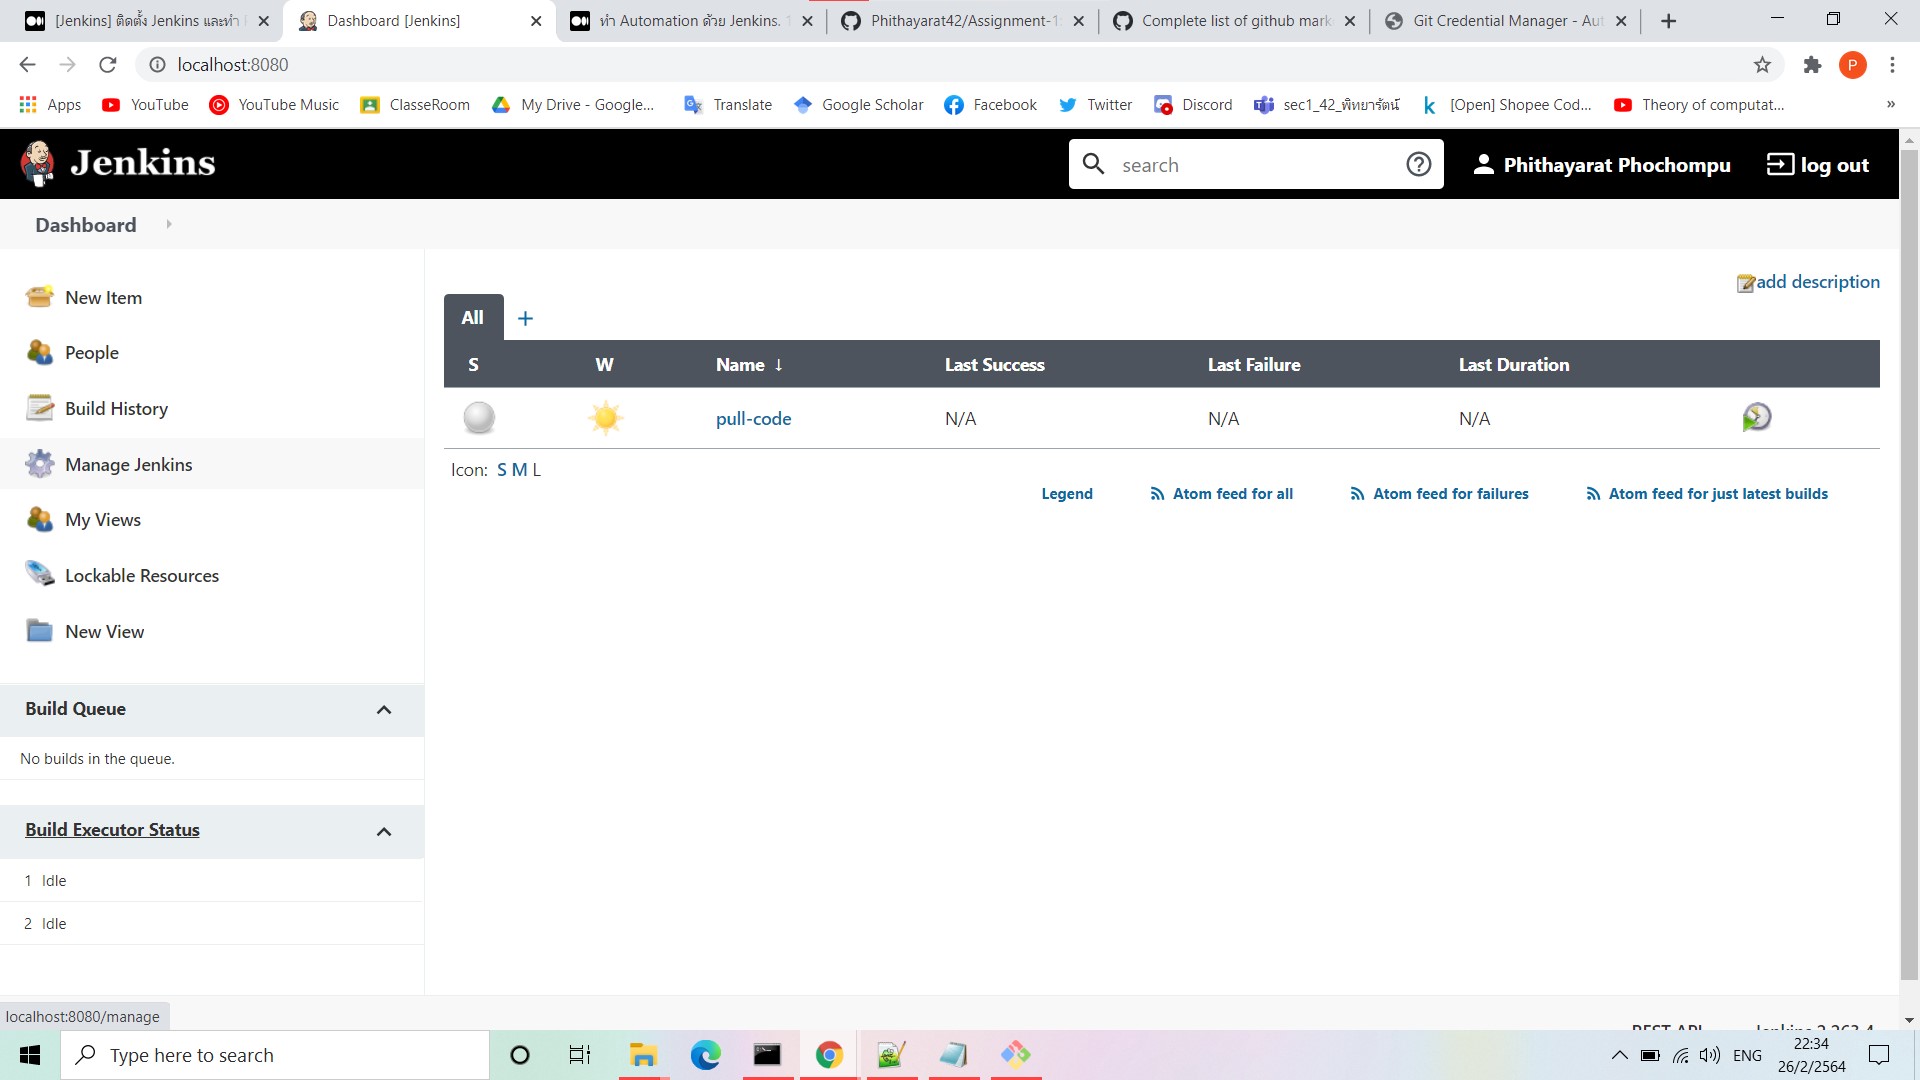 [Jenkins] ติดตั้ง Jenkins และทำ
Dashboard [Jenkins]
ทำ Automation ด้วย Jenkins.
Phithayarat42/Assignment-1
Complete list of github mark
Git Credential Manager - Aut
localhost:8080
P
Apps
YouTube
YouTube Music
ClasseRoom
My Drive - Google...
Translate
Google Scholar
Facebook
Twitter
Discord
sec1_42_พิทยารัตน์
[Open] Shopee Cod...
Theory of computat...
»
Jenkins
search
Phithayarat Phochompu
log out
Dashboard
New Item
People
Build History
Manage Jenkins
My Views
Lockable Resources
New View
Build Queue
No builds in the queue.
Build Executor Status
1 Idle
2 Idle
add description
All +
S W Name ↓ Last Success Last Failure Last Duration
pull-code N/A N/A N/A
Icon: S M L
Legend Atom feed for all Atom feed for failures Atom feed for just latest builds
localhost:8080/manage
REST API Jenkins 2.263.4
Type here to search
ENG
22:34
26/2/2564